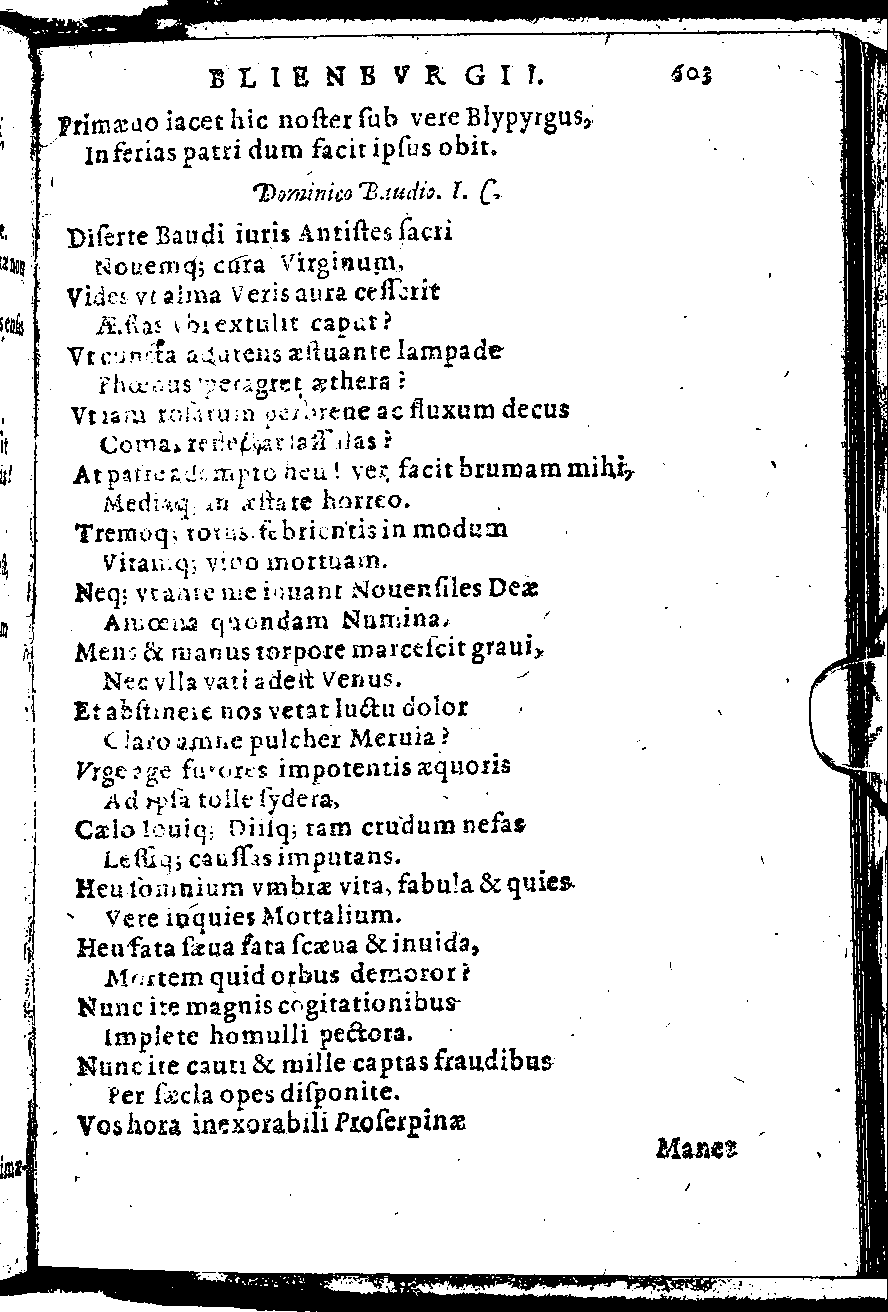 BLIENBVRGII. 603
Primæuo iacet hic noſter ſub vere Blypyrgus,
Inferias patri dum facit ipſus obit.
Dominico Baudio. I. C.
Diſerte Baudi iuris Antiſtes ſacri
Nouemq; cura Virginum,
Vides vt alma Veris aura ceſſerit
Æſtas vbi extulit caput?
Vt cuncta adurens æſtuante lampade
Phœbus peragret æthera?
Vt iam roſarum ac fluxum decus
Comas laſſulas?
At patre adempto heu! ver facit brumam mihi,
Mediaq; in æſtate horreo.
Tremoq; totus febrientis in modum
Vitamq; viuo mortuam.
Neq; vt ante me iuuant Nouenſiles Deæ
Amœna quondam Numina,
Mens & manus torpore marceſcit graui,
Nec vlla vati adeſt Venus.
Et abſtinere nos vetat luctu dolor
Claro amne pulcher Meruia?
Vrge age furores impotentis æquoris
Ad ipſa tolle ſydera,
Cælo Iouiq; Diiſq; tam crudum nefas
Leſſiq; cauſſas imputans.
Heu ſomnium vmbræ vita, fabula & quies
Vere inquies Mortalium.
Heu fata ſæua fata ſcæua & inuida,
Mortem quid orbus demoror?
Nunc ite magnis cogitationibus
Implete homulli pectora.
Nunc ite cauti & mille captas fraudibus
Per ſæcla opes diſponite.
Vos hora inexorabili Proſerpinæ
Manet